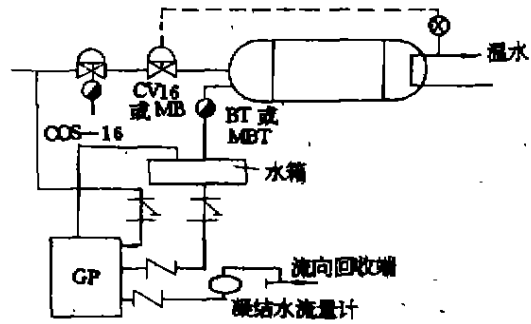 温水
CV16
或 MB
BT 或
MBT
COS—16
水箱
GP
流向回收端
凝结水流量计